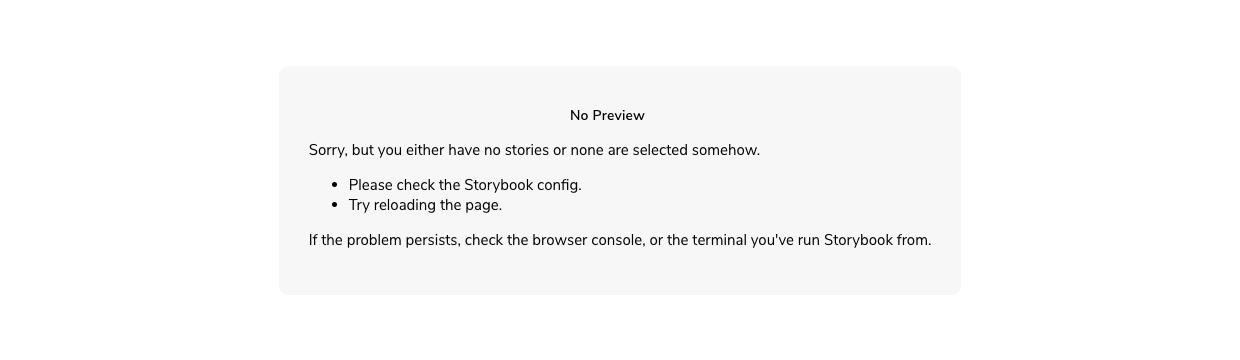 No Preview
Sorry, but you either have no stories or none are selected somehow.
• Please check the Storybook config.
• Try reloading the page.
If the problem persists, check the browser console, or the terminal you've run Storybook from.